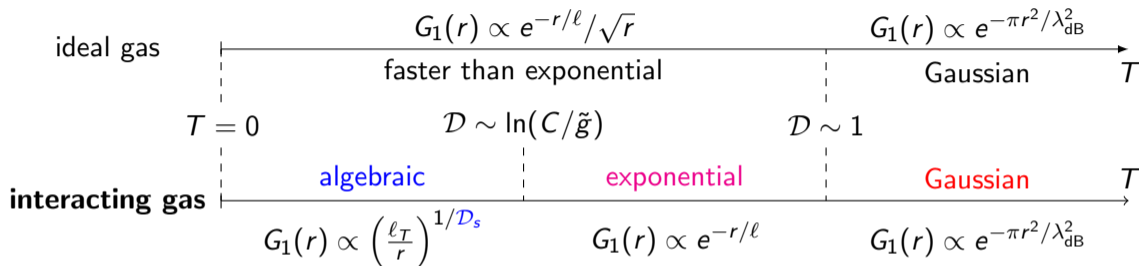 G₁(r) ∝ e^{−r/ℓ}/√r G₁(r) ∝ e^{−πr²/λ²_dB}
ideal gas
faster than exponential Gaussian T
T = 0 𝒟 ∼ ln(C/g̃) 𝒟 ∼ 1
algebraic exponential Gaussian T
interacting gas
G₁(r) ∝ (ℓ_T/r)^{1/𝒟_s} G₁(r) ∝ e^{−r/ℓ} G₁(r) ∝ e^{−πr²/λ²_dB}